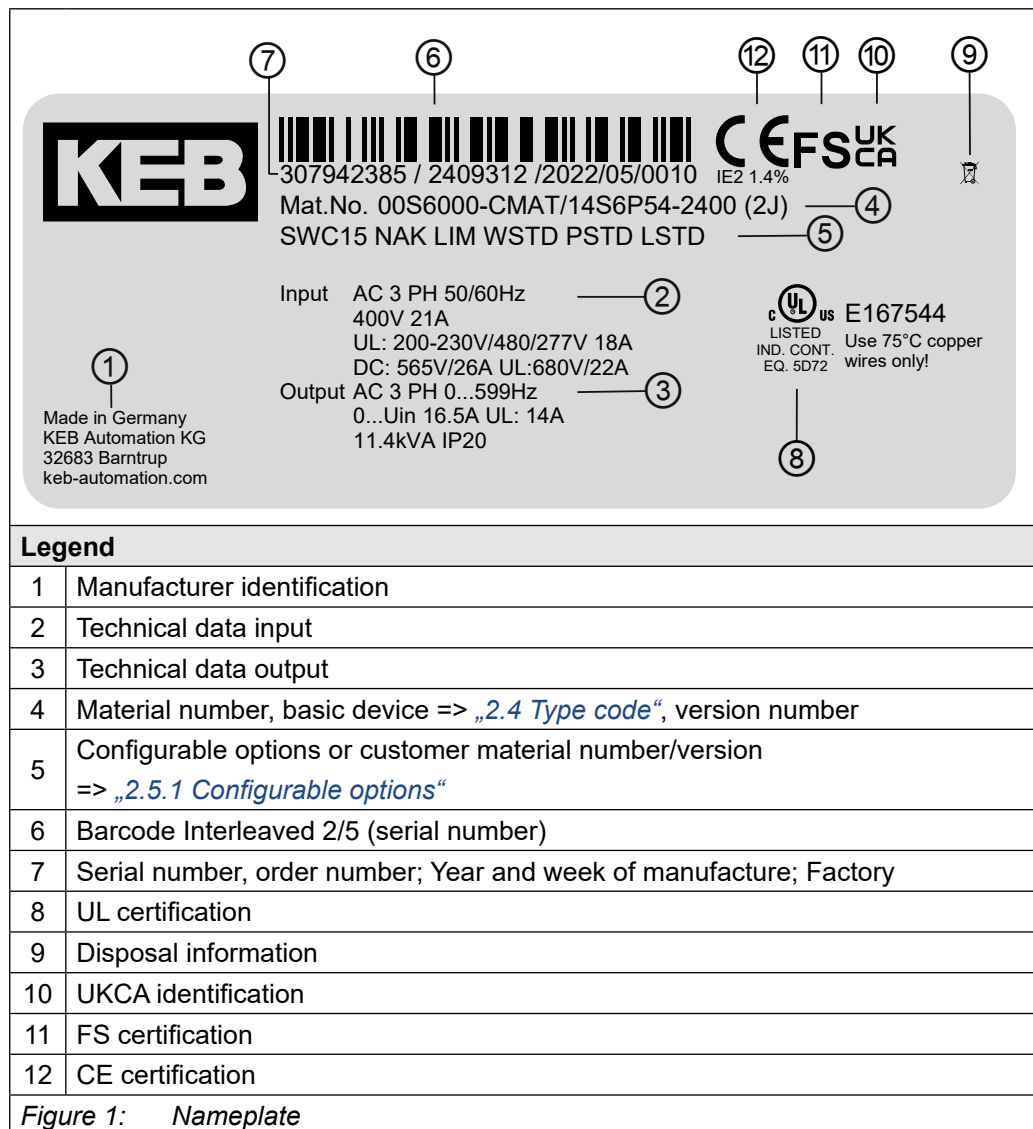 7 6 12 11 10 9
KEB
CE FS UK CA
307942385 / 2409312 /2022/05/0010 IE2 1.4%
Mat.No. 00S6000-CMAT/14S6P54-2400 (2J) 4
SWC15 NAK LIM WSTD PSTD LSTD 5
Input AC 3 PH 50/60Hz 2
400V 21A
UL: 200-230V/480/277V 18A
DC: 565V/26A UL:680V/22A
Output AC 3 PH 0...599Hz 3
0...Uin 16.5A UL: 14A
11.4kVA IP20
c UL us E167544
LISTED
IND. CONT.
EQ. 5D72
Use 75°C copper
wires only!
8
1
Made in Germany
KEB Automation KG
32683 Barntrup
keb-automation.com
Legend
1 Manufacturer identification
2 Technical data input
3 Technical data output
4 Material number, basic device => „2.4 Type code“, version number
5 Configurable options or customer material number/version
=> „2.5.1 Configurable options“
6 Barcode Interleaved 2/5 (serial number)
7 Serial number, order number; Year and week of manufacture; Factory
8 UL certification
9 Disposal information
10 UKCA identification
11 FS certification
12 CE certification
Figure 1: Nameplate